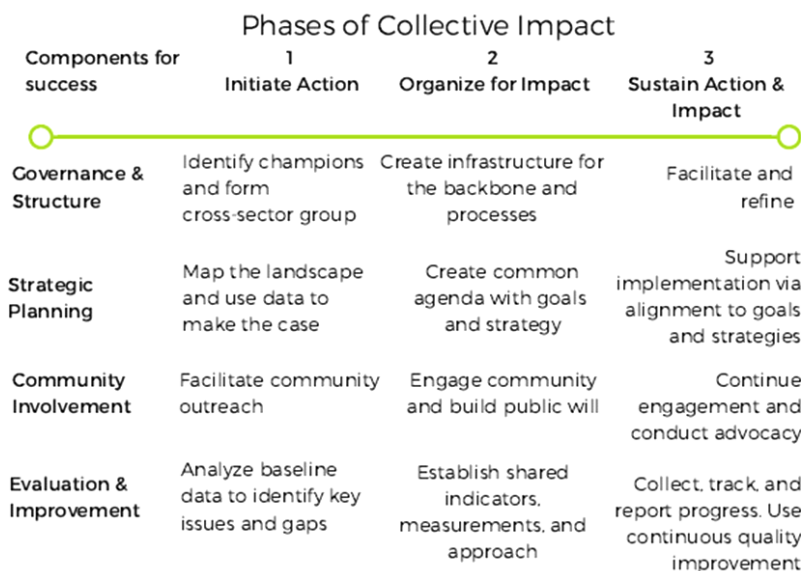 Phases of Collective Impact
Components for
success
1
Initiate Action
2
Organize for Impact
3
Sustain Action &
Impact
Governance &
Structure
Identify champions
and form
cross-sector group
Create infrastructure for
the backbone and
processes
Facilitate and
refine
Strategic
Planning
Map the landscape
and use data to
make the case
Create common
agenda with goals
and strategy
Support
implementation via
alignment to goals
and strategies
Community
Involvement
Facilitate community
outreach
Engage community
and build public will
Continue
engagement and
conduct advocacy
Evaluation &
Improvement
Analyze baseline
data to identify key
issues and gaps
Establish shared
indicators,
measurements, and
approach
Collect, track, and
report progress. Use
continuous quality
improvement